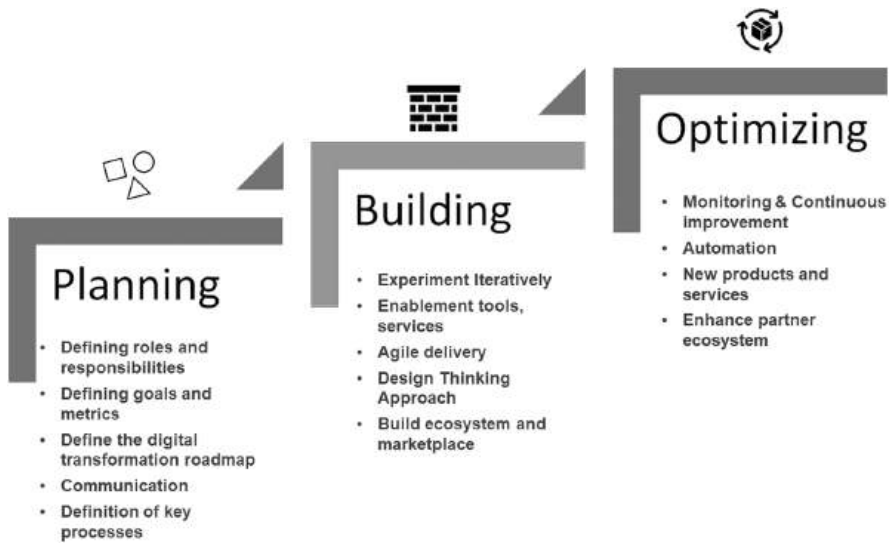 Planning
• Defining roles and
responsibilities
• Defining goals and
metrics
• Define the digital
transformation roadmap
• Communication
• Definition of key
processes
Building
• Experiment Iteratively
• Enablement tools,
services
• Agile delivery
• Design Thinking
Approach
• Build ecosystem and
marketplace
Optimizing
• Monitoring & Continuous
improvement
• Automation
• New products and
services
• Enhance partner
ecosystem